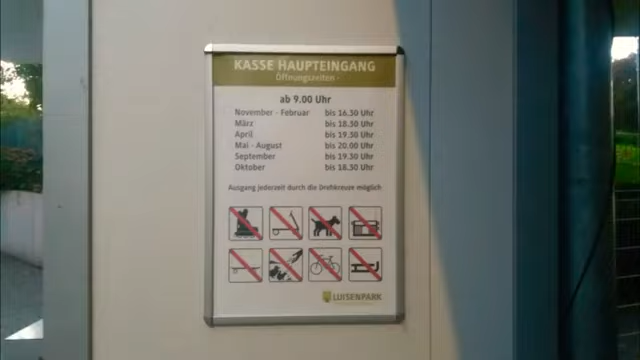 KASSE HAUPTEINGANG
Öffnungszeiten -
ab 9.00 Uhr
November - Februar bis 16.30 Uhr
März bis 18.30 Uhr
April bis 19.30 Uhr
Mai - August bis 20.00 Uhr
September bis 19.30 Uhr
Oktober bis 18.30 Uhr
Ausgang jederzeit durch die Drehkreuze möglich
LUISENPARK